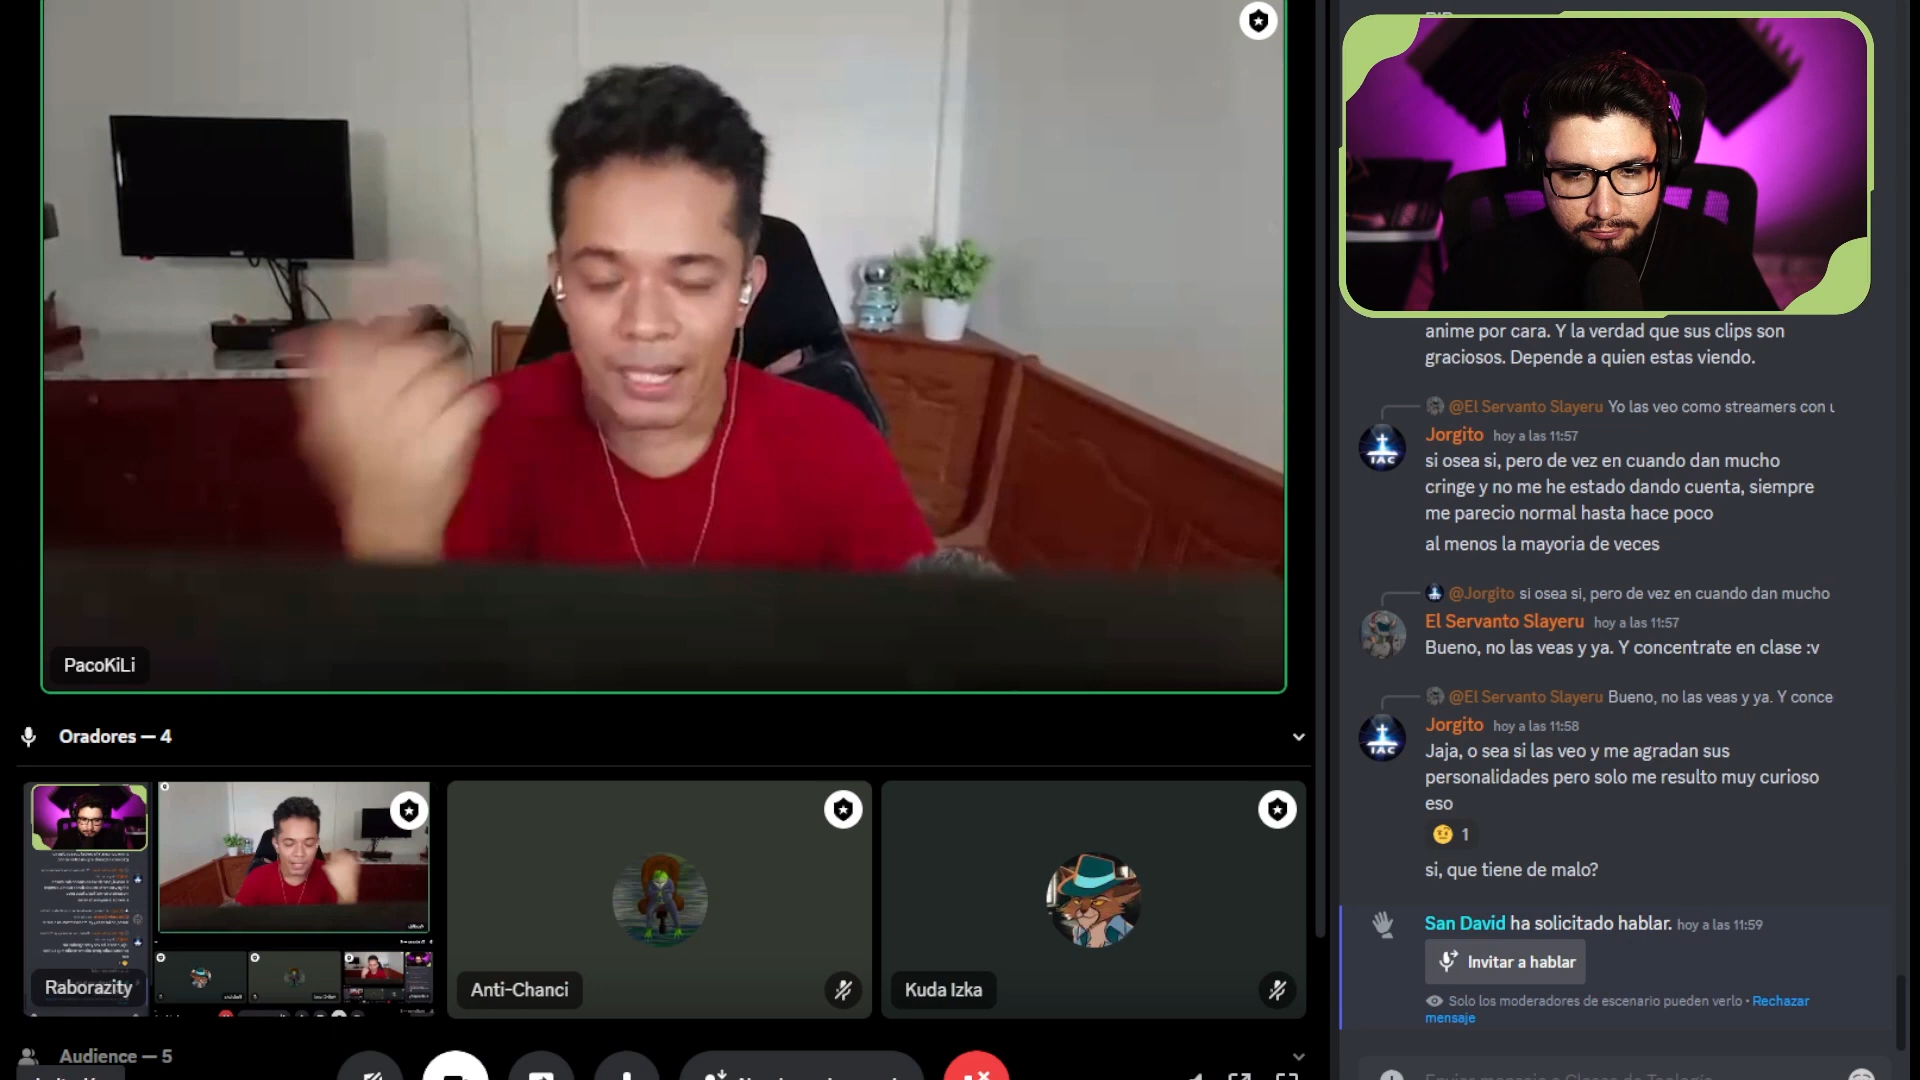 PacoKiLi
Oradores — 4
Raborazity
Anti-Chanci
Kuda Izka
Audience — 5
anime por cara. Y la verdad que sus clips son
graciosos. Depende a quien estas viendo.
@El Servanto Slayeru Yo las veo como streamers con u
Jorgito hoy a las 11:57
IAC
si osea si, pero de vez en cuando dan mucho
cringe y no me he estado dando cuenta, siempre
me parecio normal hasta hace poco
al menos la mayoria de veces
@Jorgito si osea si, pero de vez en cuando dan mucho
El Servanto Slayeru hoy a las 11:57
Bueno, no las veas y ya. Y concentrate en clase :v
@El Servanto Slayeru Bueno, no las veas y ya. Y conce
Jorgito hoy a las 11:58
IAC
Jaja, o sea si las veo y me agradan sus
personalidades pero solo me resulto muy curioso
eso
1
si, que tiene de malo?
San David ha solicitado hablar. hoy a las 11:59
Invitar a hablar
Solo los moderadores de escenario pueden verlo • Rechazar
mensaje